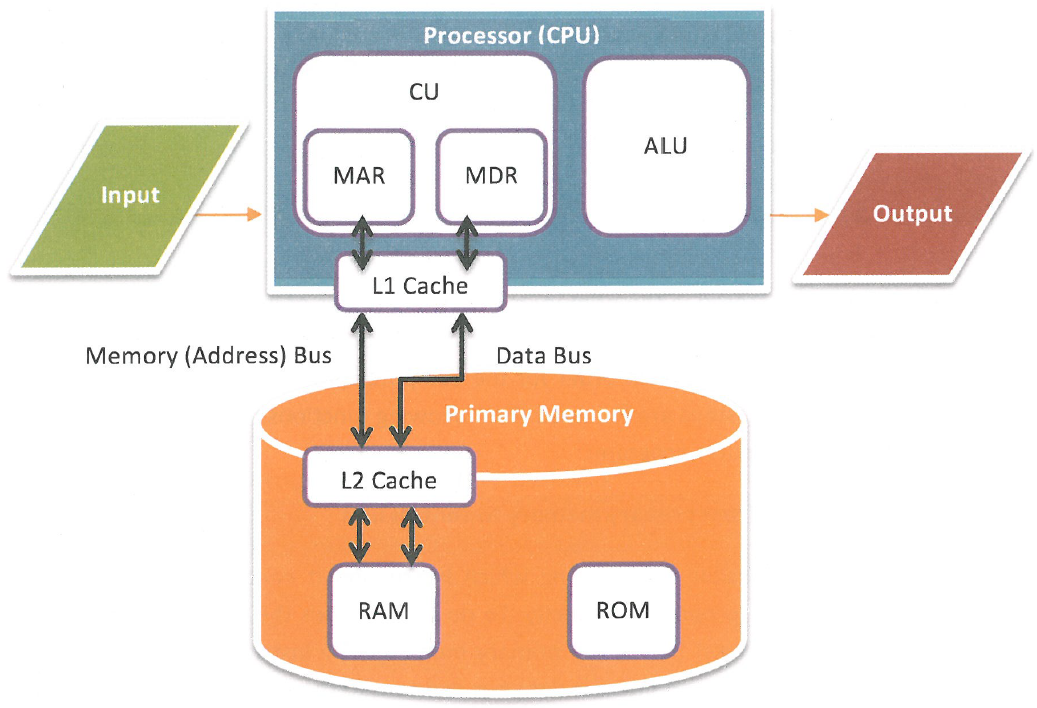 Processor (CPU)
CU
ALU
MAR
MDR
Input
Output
L1 Cache
Memory (Address) Bus
Data Bus
Primary Memory
L2 Cache
RAM
ROM